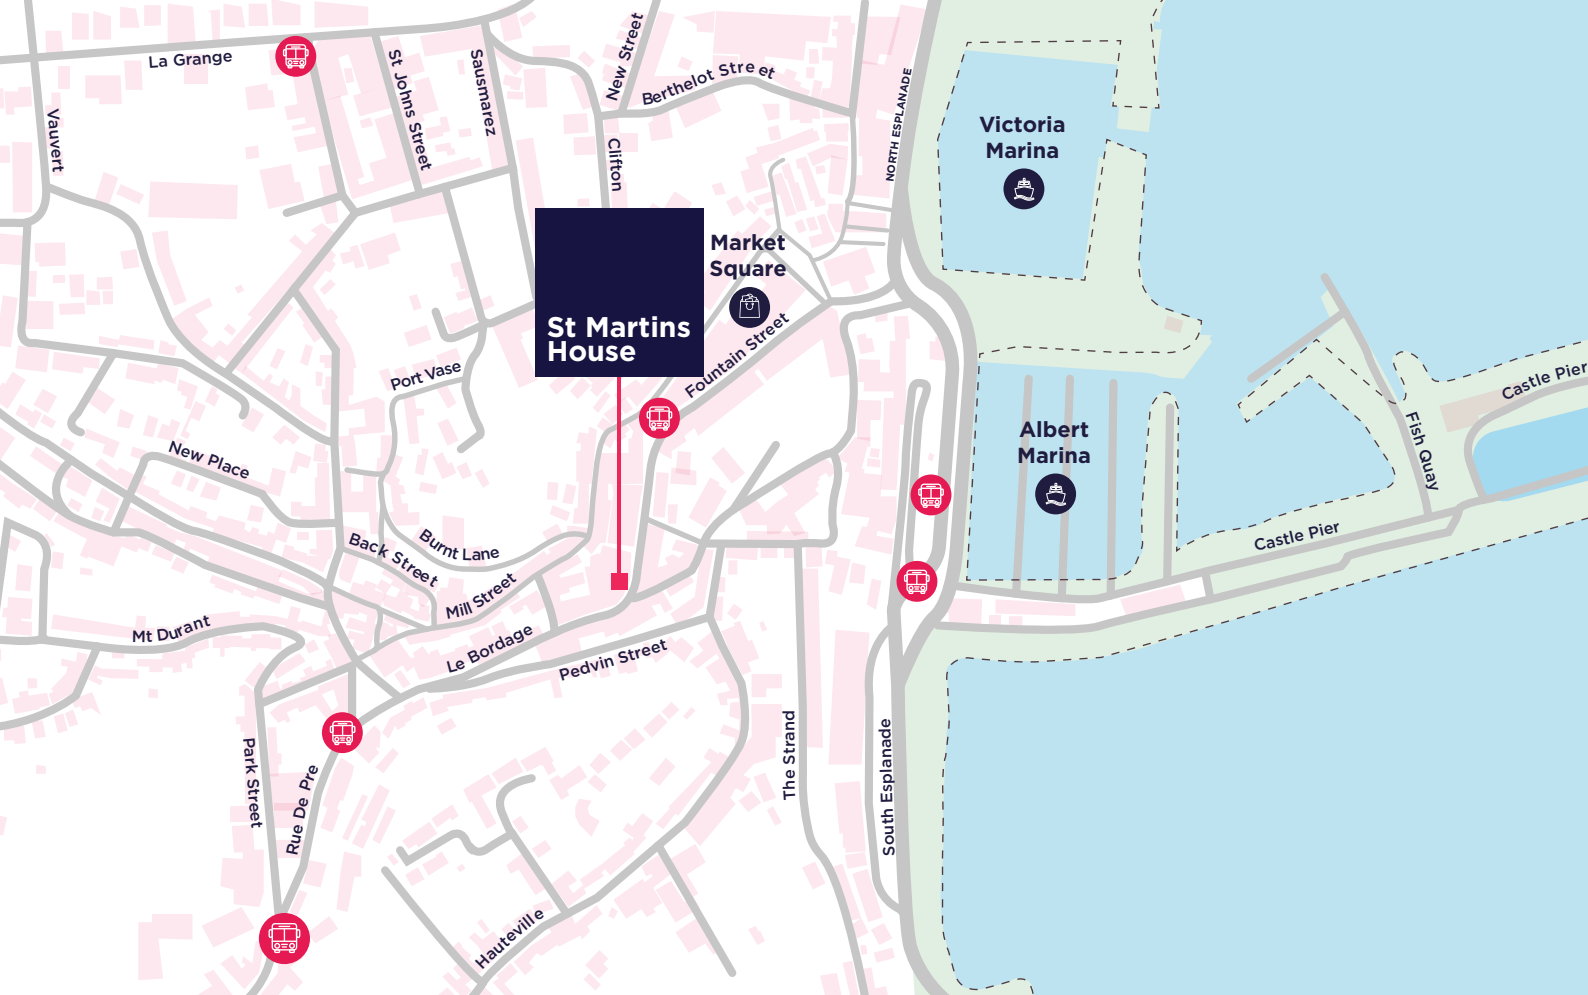 La Grange
Vauvert
St Johns Street
Sausmarez
New Street
Berthelot Street
Clifton
NORTH ESPLANADE
Victoria
Marina
Market
Square
St Martins
House
Fountain Street
Port Vase
Albert
Marina
Castle Pier
Fish Quay
New Place
Burnt Lane
Back Street
Mill Street
Castle Pier
Mt Durant
Le Bordage
Pedvin Street
Park Street
Rue De Pre
The Strand
South Esplanade
Hauteville